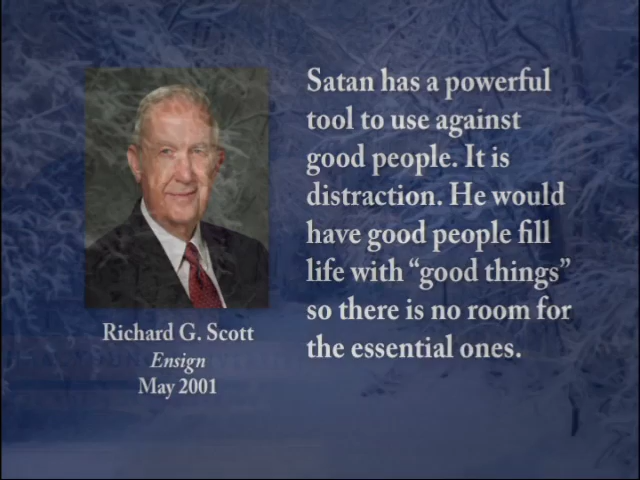 Satan has a powerful
tool to use against
good people. It is
distraction. He would
have good people fill
life with “good things”
so there is no room for
the essential ones.
Richard G. Scott
Ensign
May 2001